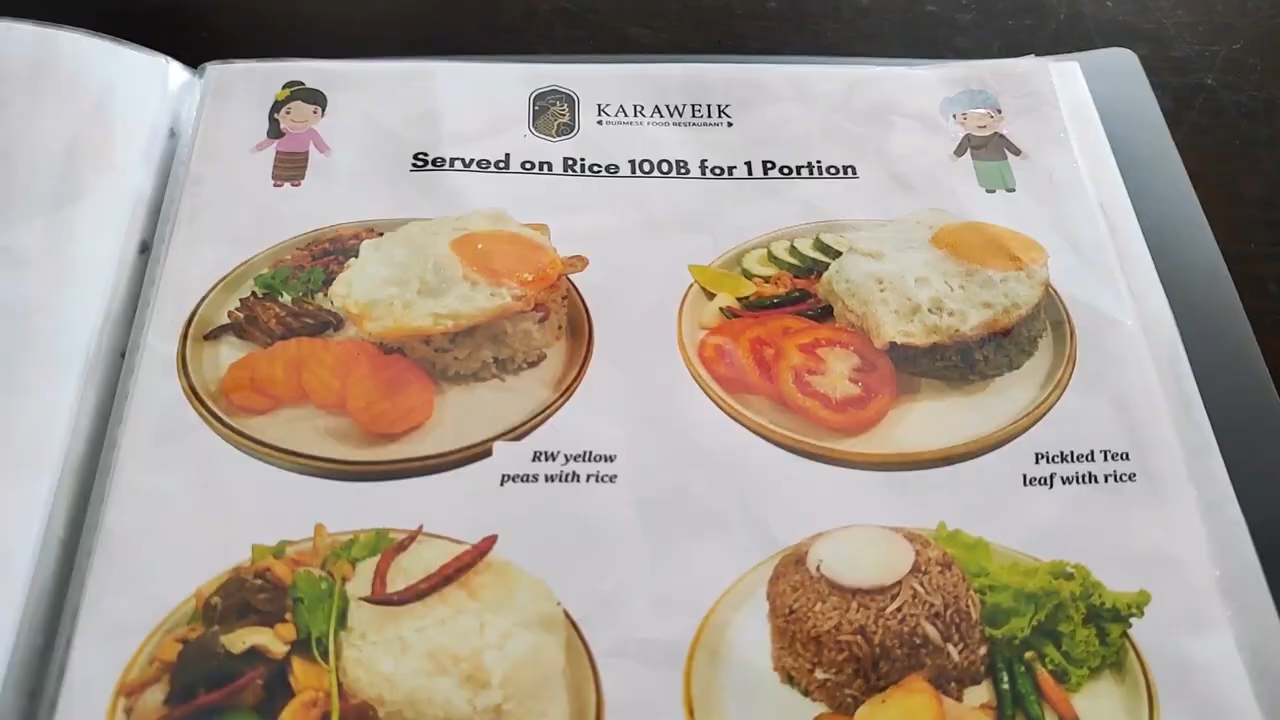 KARAWEIK
BURMESE FOOD RESTAURANT
Served on Rice 100B for 1 Portion
RW yellow
peas with rice
Pickled Tea
leaf with rice